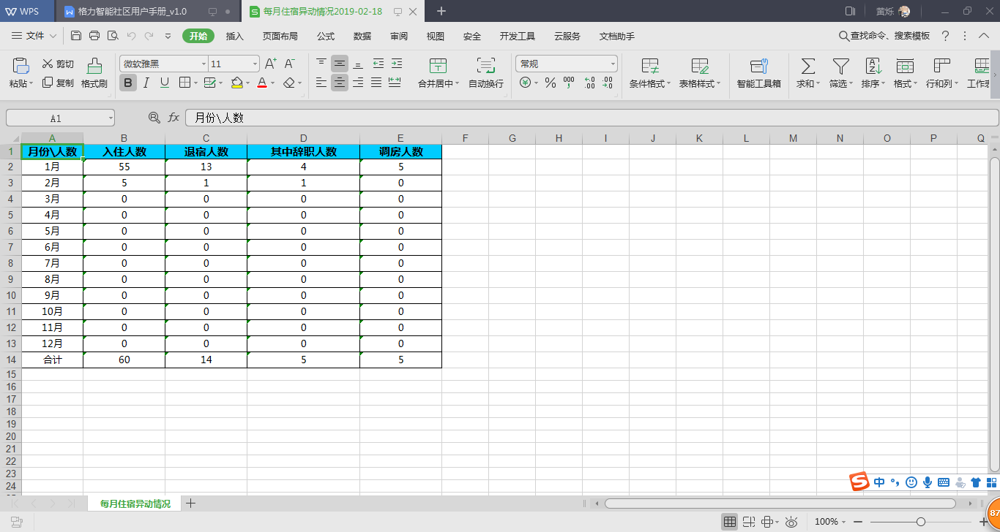 WPS 格力智能社区用户手册_v1.0 每月住宿异动情况2019-02-18 黄烁
文件 开始 插入 页面布局 公式 数据 审阅 视图 安全 开发工具 云服务 文档助手 查找命令、搜索模板
粘贴 剪切 复制 格式刷 微软雅黑 11 合并居中 自动换行 常规 条件格式 表格样式 智能工具箱 求和 筛选 排序 格式 行和列 工作表
A1 fx 月份\人数
A B C D E F G H I J K L M N O P Q
1 月份\人数 入住人数 退宿人数 其中辞职人数 调房人数
2 1月 55 13 4 5
3 2月 5 1 1 0
4 3月 0 0 0 0
5 4月 0 0 0 0
6 5月 0 0 0 0
7 6月 0 0 0 0
8 7月 0 0 0 0
9 8月 0 0 0 0
10 9月 0 0 0 0
11 10月 0 0 0 0
12 11月 0 0 0 0
13 12月 0 0 0 0
14 合计 60 14 5 5
15
16
17
18
19
20
21
22
23
24
中
每月住宿异动情况
100%
87